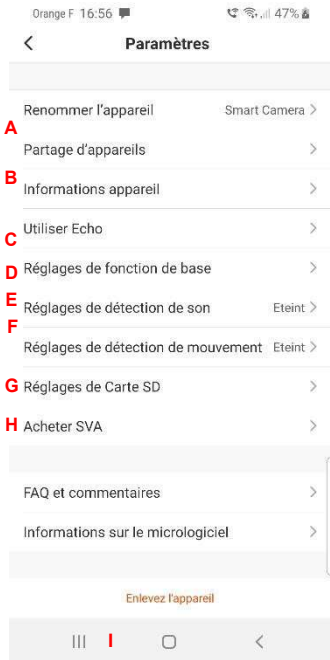 Orange F 16:56 47%
Paramètres
Renommer l'appareil Smart Camera >
A
Partage d'appareils >
B
Informations appareil >
Utiliser Echo >
C
D Réglages de fonction de base >
E
Réglages de détection de son Eteint >
F
Réglages de détection de mouvement Eteint >
G Réglages de Carte SD >
H Acheter SVA >
FAQ et commentaires >
Informations sur le micrologiciel >
Enlevez l'appareil
I